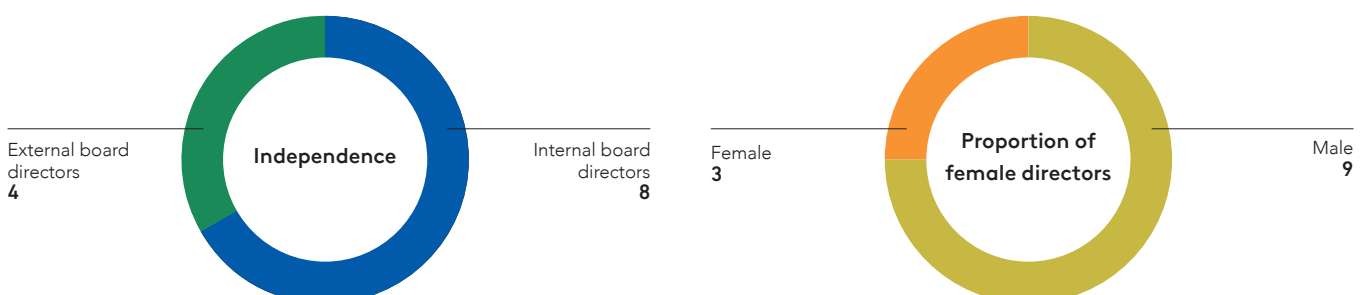 External board
directors
4
Independence
Internal board
directors
8
Female
3
Proportion of
female directors
Male
9